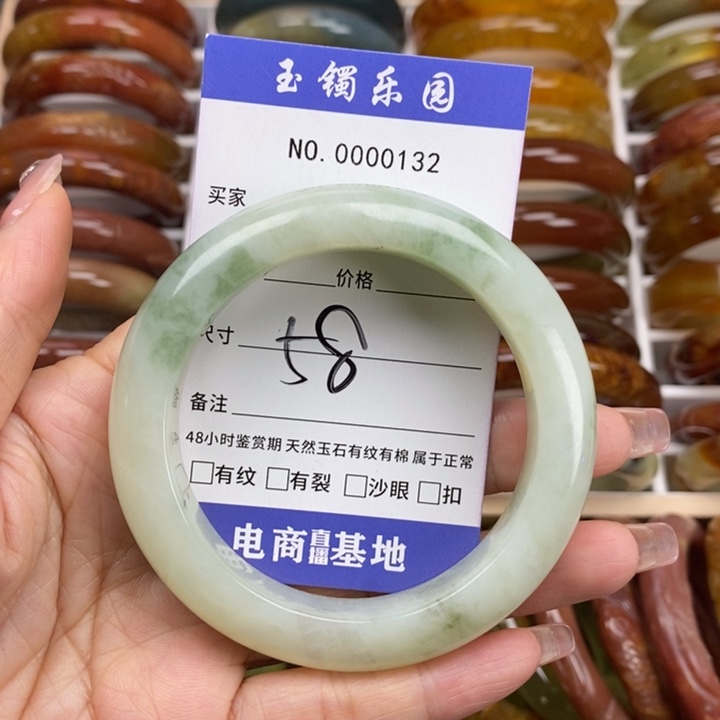 玉镯乐园
NO. 0000132
买家
价格
尺寸 58
备注
48小时鉴赏期 天然玉石有纹有棉 属于正常
□有纹 □有裂 □沙眼 □扣
电商直播基地